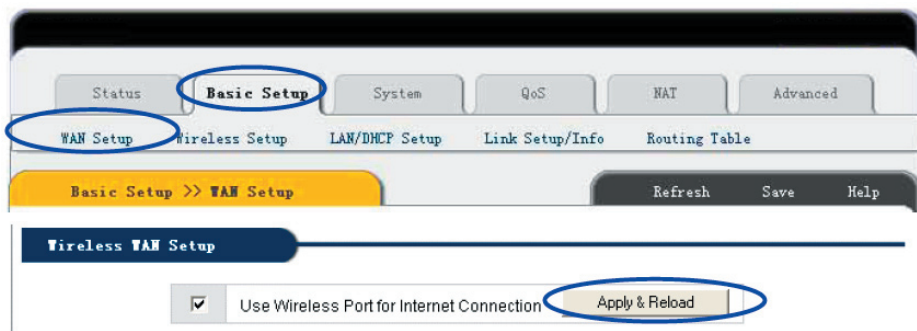 Status Basic Setup System QoS NAT Advanced
WAN Setup Wireless Setup LAN/DHCP Setup Link Setup/Info Routing Table
Basic Setup >> WAN Setup Refresh Save Help
Wireless WAN Setup
Use Wireless Port for Internet Connection Apply & Reload